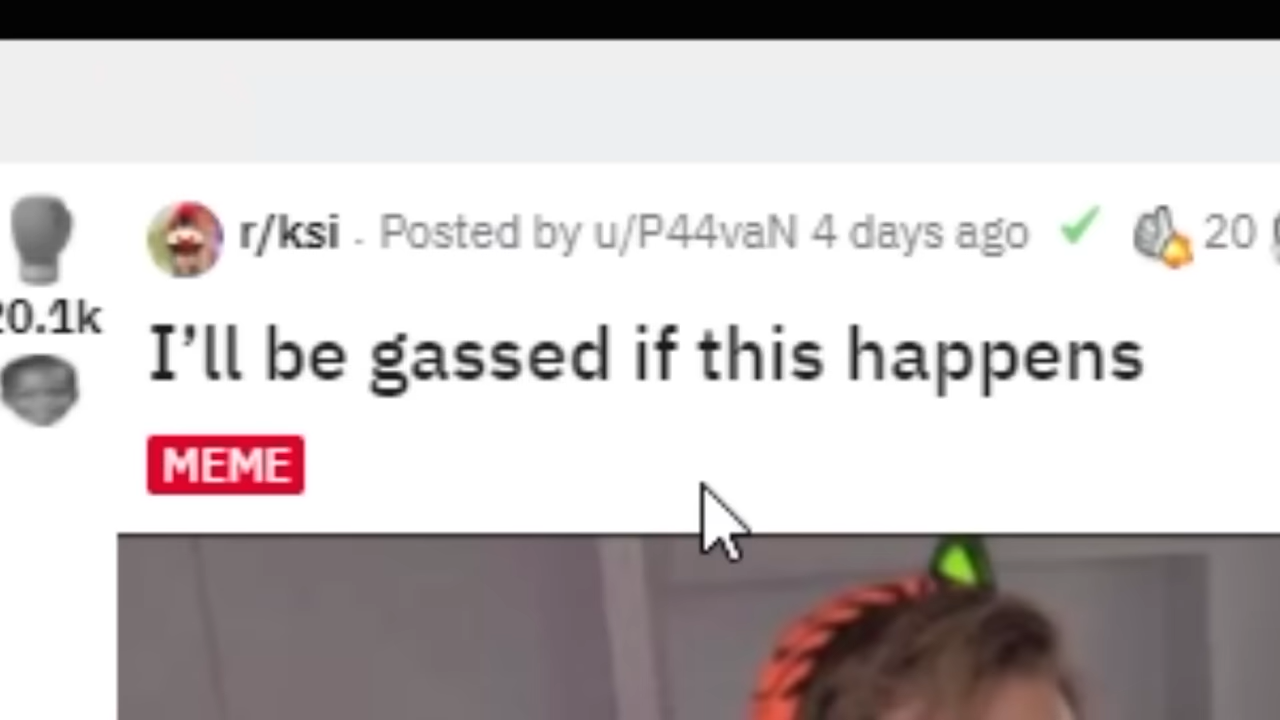 r/ksi · Posted by u/P44vaN 4 days ago 20
20.1k
I’ll be gassed if this happens
MEME